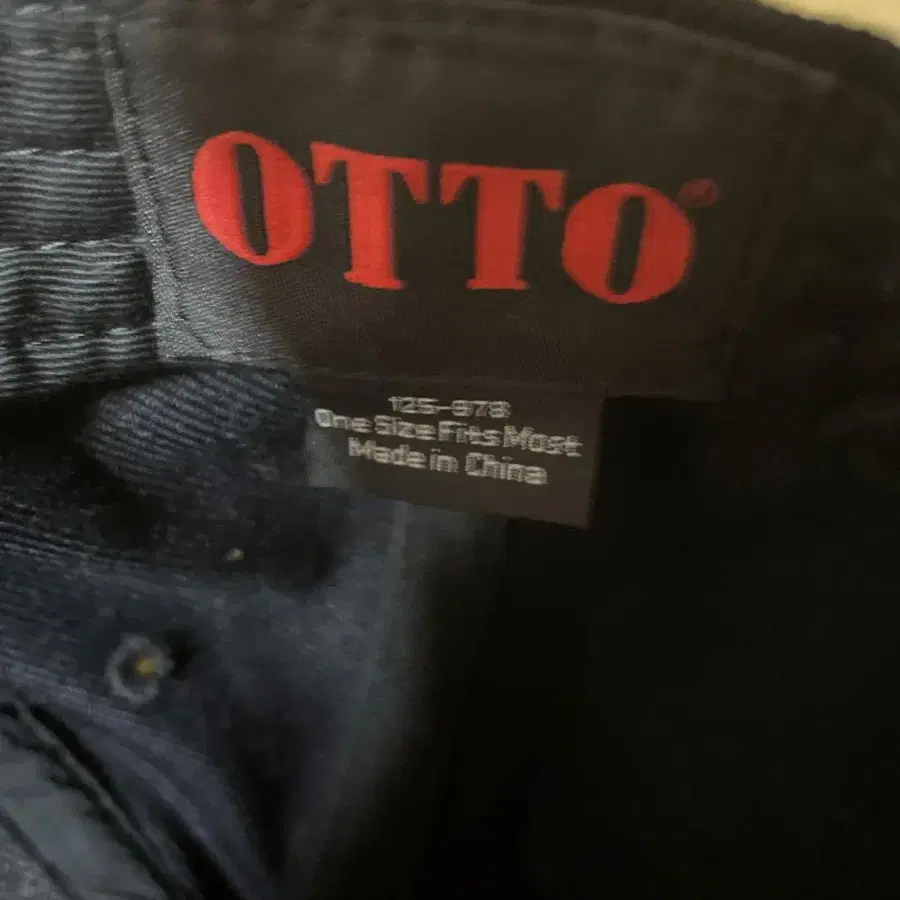 OTTO®
125-978
One Size Fits Most
Made in China